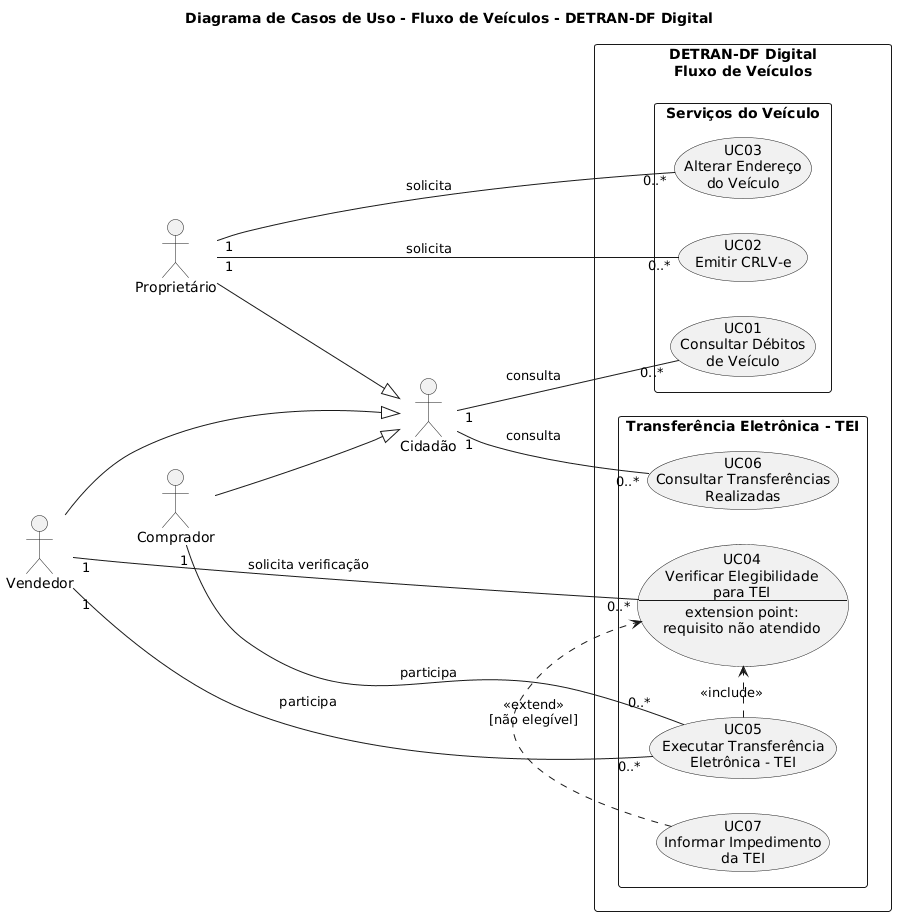 Diagrama de Casos de Uso - Fluxo de Veículos - DETRAN-DF Digital
DETRAN-DF Digital
Fluxo de Veículos
Serviços do Veículo
UC03
Alterar Endereço
do Veículo
solicita
0..*
1
Proprietário
solicita
1
0..*
UC02
Emitir CRLV-e
UC01
Consultar Débitos
de Veículo
consulta
0..*
1
Cidadão
consulta
1
0..*
Transferência Eletrônica - TEI
UC06
Consultar Transferências
Realizadas
Comprador
1
Vendedor
1
solicita verificação
0..*
UC04
Verificar Elegibilidade
para TEI
extension point:
requisito não atendido
1
participa
0..*
participa
0..*
«extend»
[não elegível]
«include»
UC05
Executar Transferência
Eletrônica - TEI
UC07
Informar Impedimento
da TEI